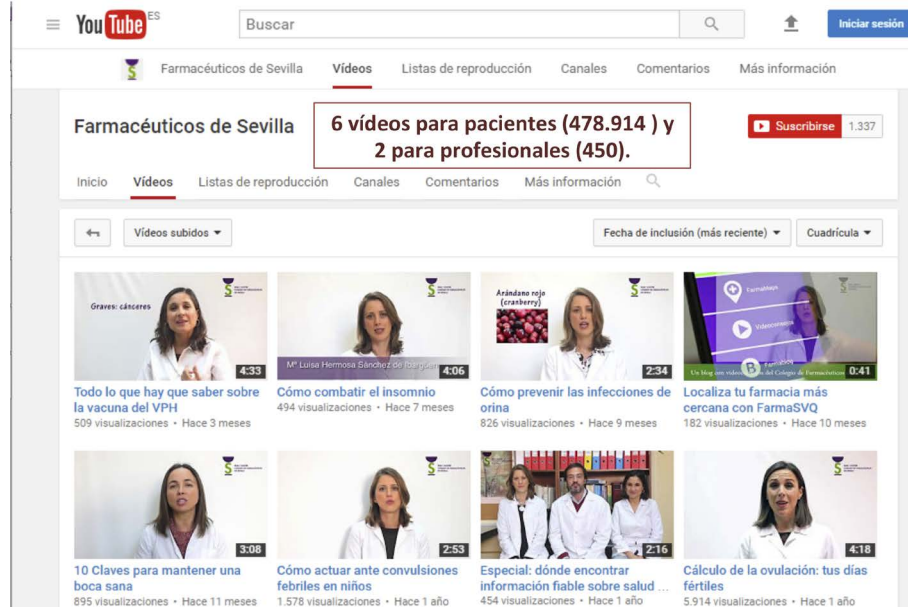 YouTube ES
Buscar
Iniciar sesión
Farmacéuticos de Sevilla Vídeos Listas de reproducción Canales Comentarios Más información
Farmacéuticos de Sevilla
6 vídeos para pacientes (478.914 ) y
2 para profesionales (450).
Suscribirse 1.337
Inicio Vídeos Listas de reproducción Canales Comentarios Más información
Vídeos subidos
Fecha de inclusión (más reciente)
Cuadrícula
Graves: cánceres
4:33
Mª Luisa Hermosa Sánchez de
4:06
Arándano rojo
(cranberry)
2:34
FarmaMaps
Videoconsejos
Farmablog
Un blog con
del Colegio de Farmacéuticos
0:41
Todo lo que hay que saber sobre
la vacuna del VPH
509 visualizaciones • Hace 3 meses
Cómo combatir el insomnio
494 visualizaciones • Hace 7 meses
Cómo prevenir las infecciones de
orina
826 visualizaciones • Hace 9 meses
Localiza tu farmacia más
cercana con FarmaSVQ
182 visualizaciones • Hace 10 meses
3:08
2:53
2:16
4:18
10 Claves para mantener una
boca sana
895 visualizaciones • Hace 11 meses
Cómo actuar ante convulsiones
febriles en niños
1.578 visualizaciones • Hace 1 año
Especial: dónde encontrar
información fiable sobre salud ...
454 visualizaciones • Hace 1 año
Cálculo de la ovulación: tus días
fértiles
5.914 visualizaciones • Hace 1 año